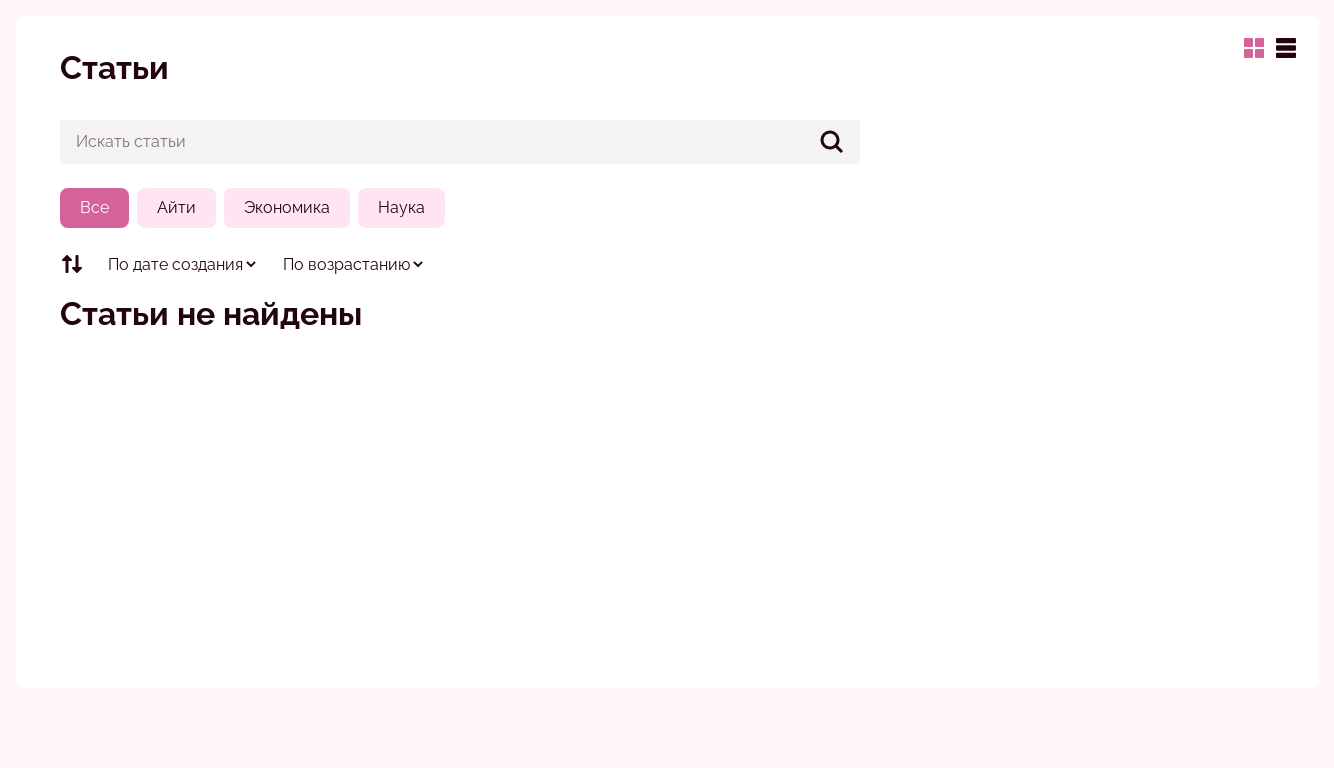 Статьи
Искать статьи
Все Айти Экономика Наука
По дате создания По возрастанию
Статьи не найдены